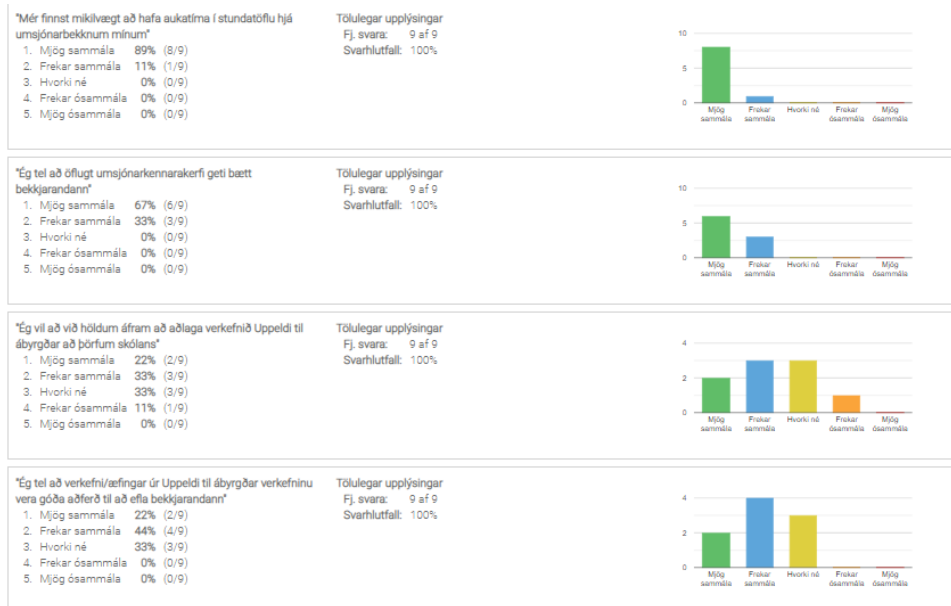 "Mér finnst mikilvægt að hafa aukatíma í stundatöflu hjá
umsjónarbekknum mínum"
1. Mjög sammála 89% (8/9)
2. Frekar sammála 11% (1/9)
3. Hvorki né 0% (0/9)
4. Frekar ósammála 0% (0/9)
5. Mjög ósammála 0% (0/9)
Tölulegar upplýsingar
Fj. svara: 9 af 9
Svarhlutfall: 100%
10
5
0
Mjög sammála
Frekar sammála
Hvorki né
Frekar ósammála
Mjög ósammála
"Ég tel að öflugt umsjónarkennarakerfi geti bætt
bekkjarandann"
1. Mjög sammála 67% (6/9)
2. Frekar sammála 33% (3/9)
3. Hvorki né 0% (0/9)
4. Frekar ósammála 0% (0/9)
5. Mjög ósammála 0% (0/9)
Tölulegar upplýsingar
Fj. svara: 9 af 9
Svarhlutfall: 100%
10
5
0
Mjög sammála
Frekar sammála
Hvorki né
Frekar ósammála
Mjög ósammála
"Ég vil að við höldum áfram að aðlaga verkefnið Uppeldi til
ábyrgðar að þörfum skólans"
1. Mjög sammála 22% (2/9)
2. Frekar sammála 33% (3/9)
3. Hvorki né 33% (3/9)
4. Frekar ósammála 11% (1/9)
5. Mjög ósammála 0% (0/9)
Tölulegar upplýsingar
Fj. svara: 9 af 9
Svarhlutfall: 100%
4
2
0
Mjög sammála
Frekar sammála
Hvorki né
Frekar ósammála
Mjög ósammála
"Ég tel að verkefni/æfingar úr Uppeldi til ábyrgðar verkefninu
vera góða aðferð til að efla bekkjarandann"
1. Mjög sammála 22% (2/9)
2. Frekar sammála 44% (4/9)
3. Hvorki né 33% (3/9)
4. Frekar ósammála 0% (0/9)
5. Mjög ósammála 0% (0/9)
Tölulegar upplýsingar
Fj. svara: 9 af 9
Svarhlutfall: 100%
4
2
0
Mjög sammála
Frekar sammála
Hvorki né
Frekar ósammála
Mjög ósammála